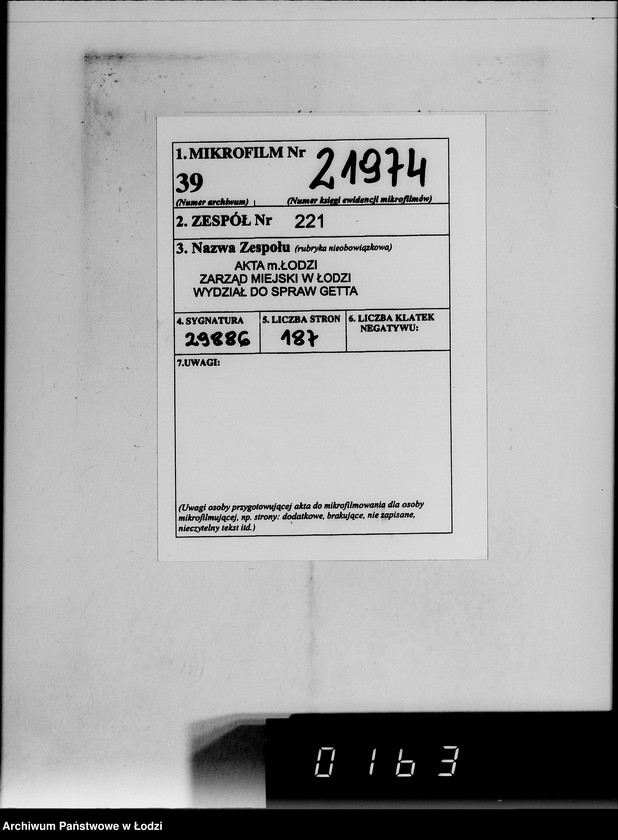 1. MIKROFILM Nr 21974
39
(Numer archiwum) (Numer księgi ewidencji mikrofilmów)
2. ZESPÓŁ Nr 221
3. Nazwa Zespołu (rubryka nieobowiązkowa)
AKTA m.ŁODZI
ZARZĄD MIEJSKI W ŁODZI
WYDZIAŁ DO SPRAW GETTA
4. SYGNATURA 5. LICZBA STRON 6. LICZBA KLATEK
NEGATYWU:
29886 187
7.UWAGI:
(Uwagi osoby przygotowującej akta do mikrofilmowania dla osoby
mikrofilmującej, np. strony: dodatkowe, brakujące, nie zapisane,
nieczytelny tekst itd.)
0163
Archiwum Państwowe w Łodzi